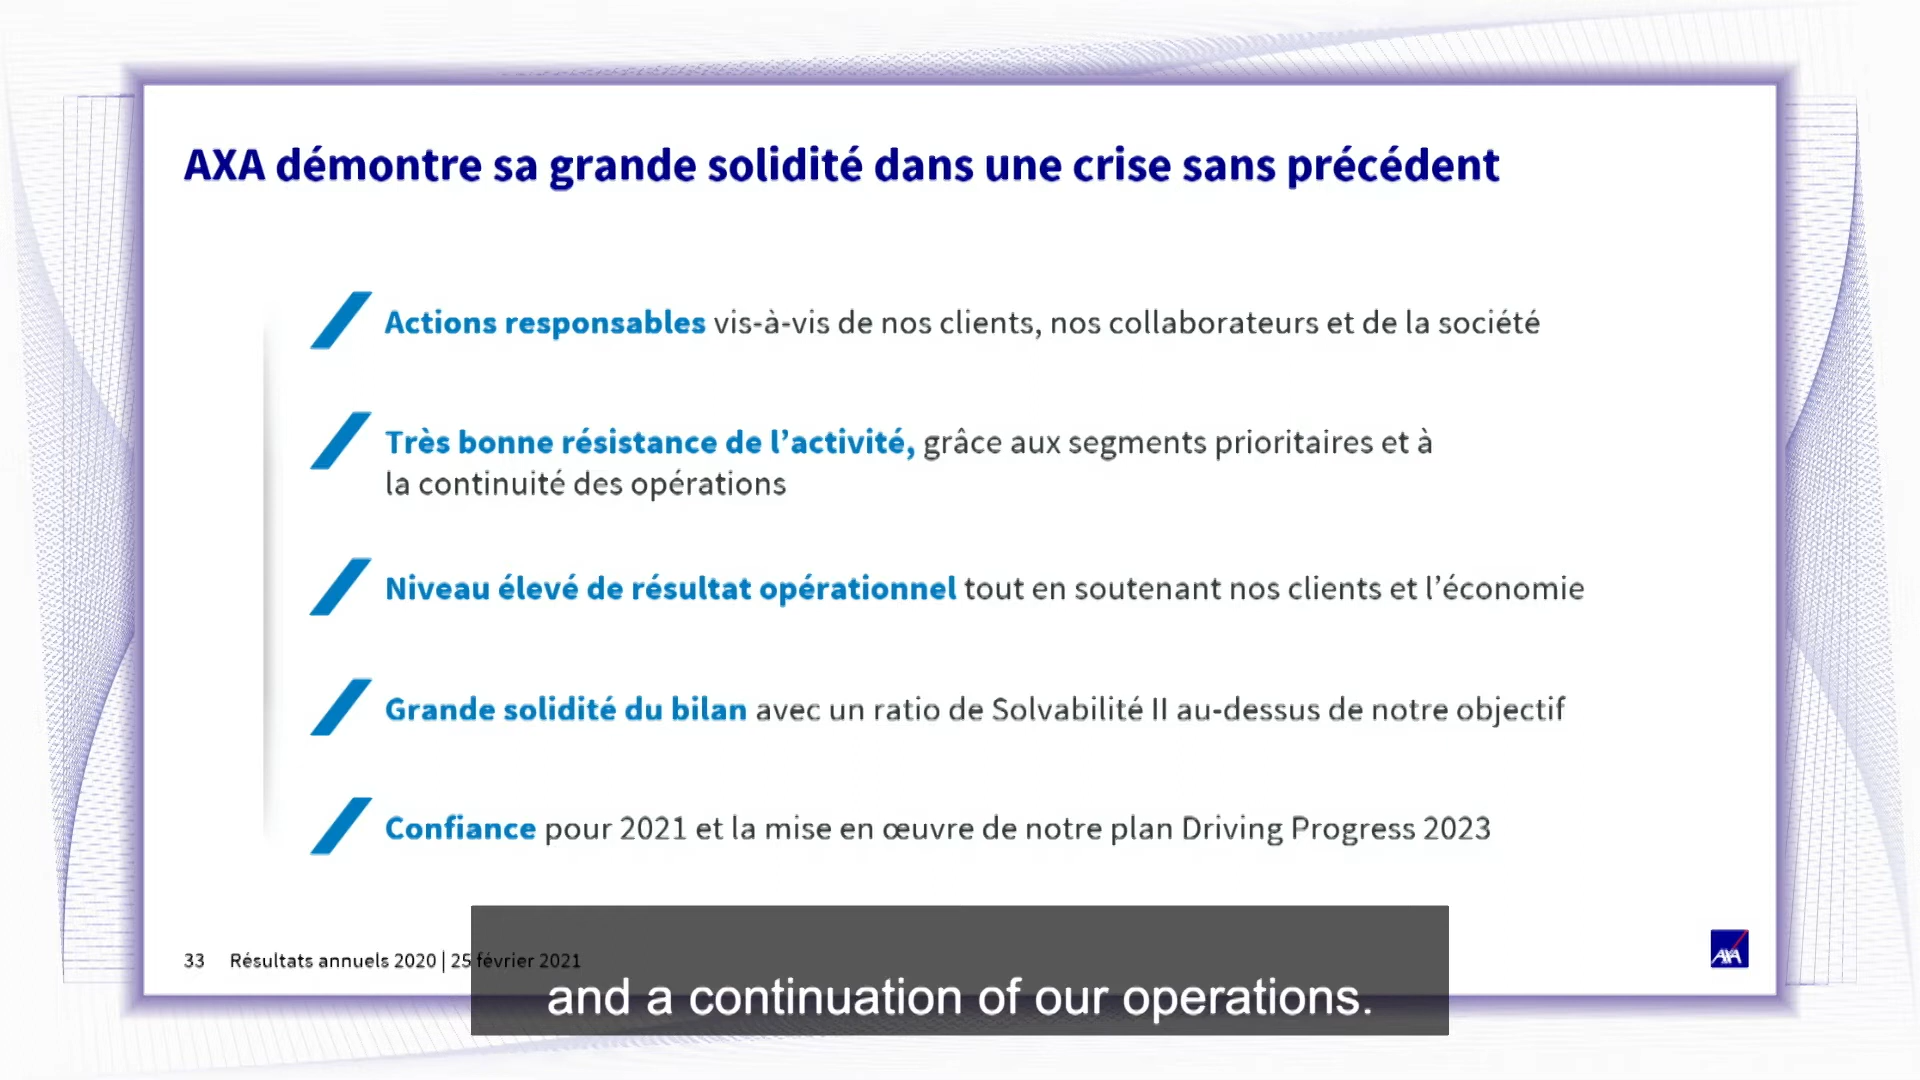 AXA démontre sa grande solidité dans une crise sans précédent
Actions responsables vis-à-vis de nos clients, nos collaborateurs et de la société
Très bonne résistance de l’activité, grâce aux segments prioritaires et à
la continuité des opérations
Niveau élevé de résultat opérationnel tout en soutenant nos clients et l’économie
Grande solidité du bilan avec un ratio de Solvabilité II au-dessus de notre objectif
Confiance pour 2021 et la mise en œuvre de notre plan Driving Progress 2023
33 Résultats annuels 2020 | 25 février 2021
AXA
and a continuation of our operations.